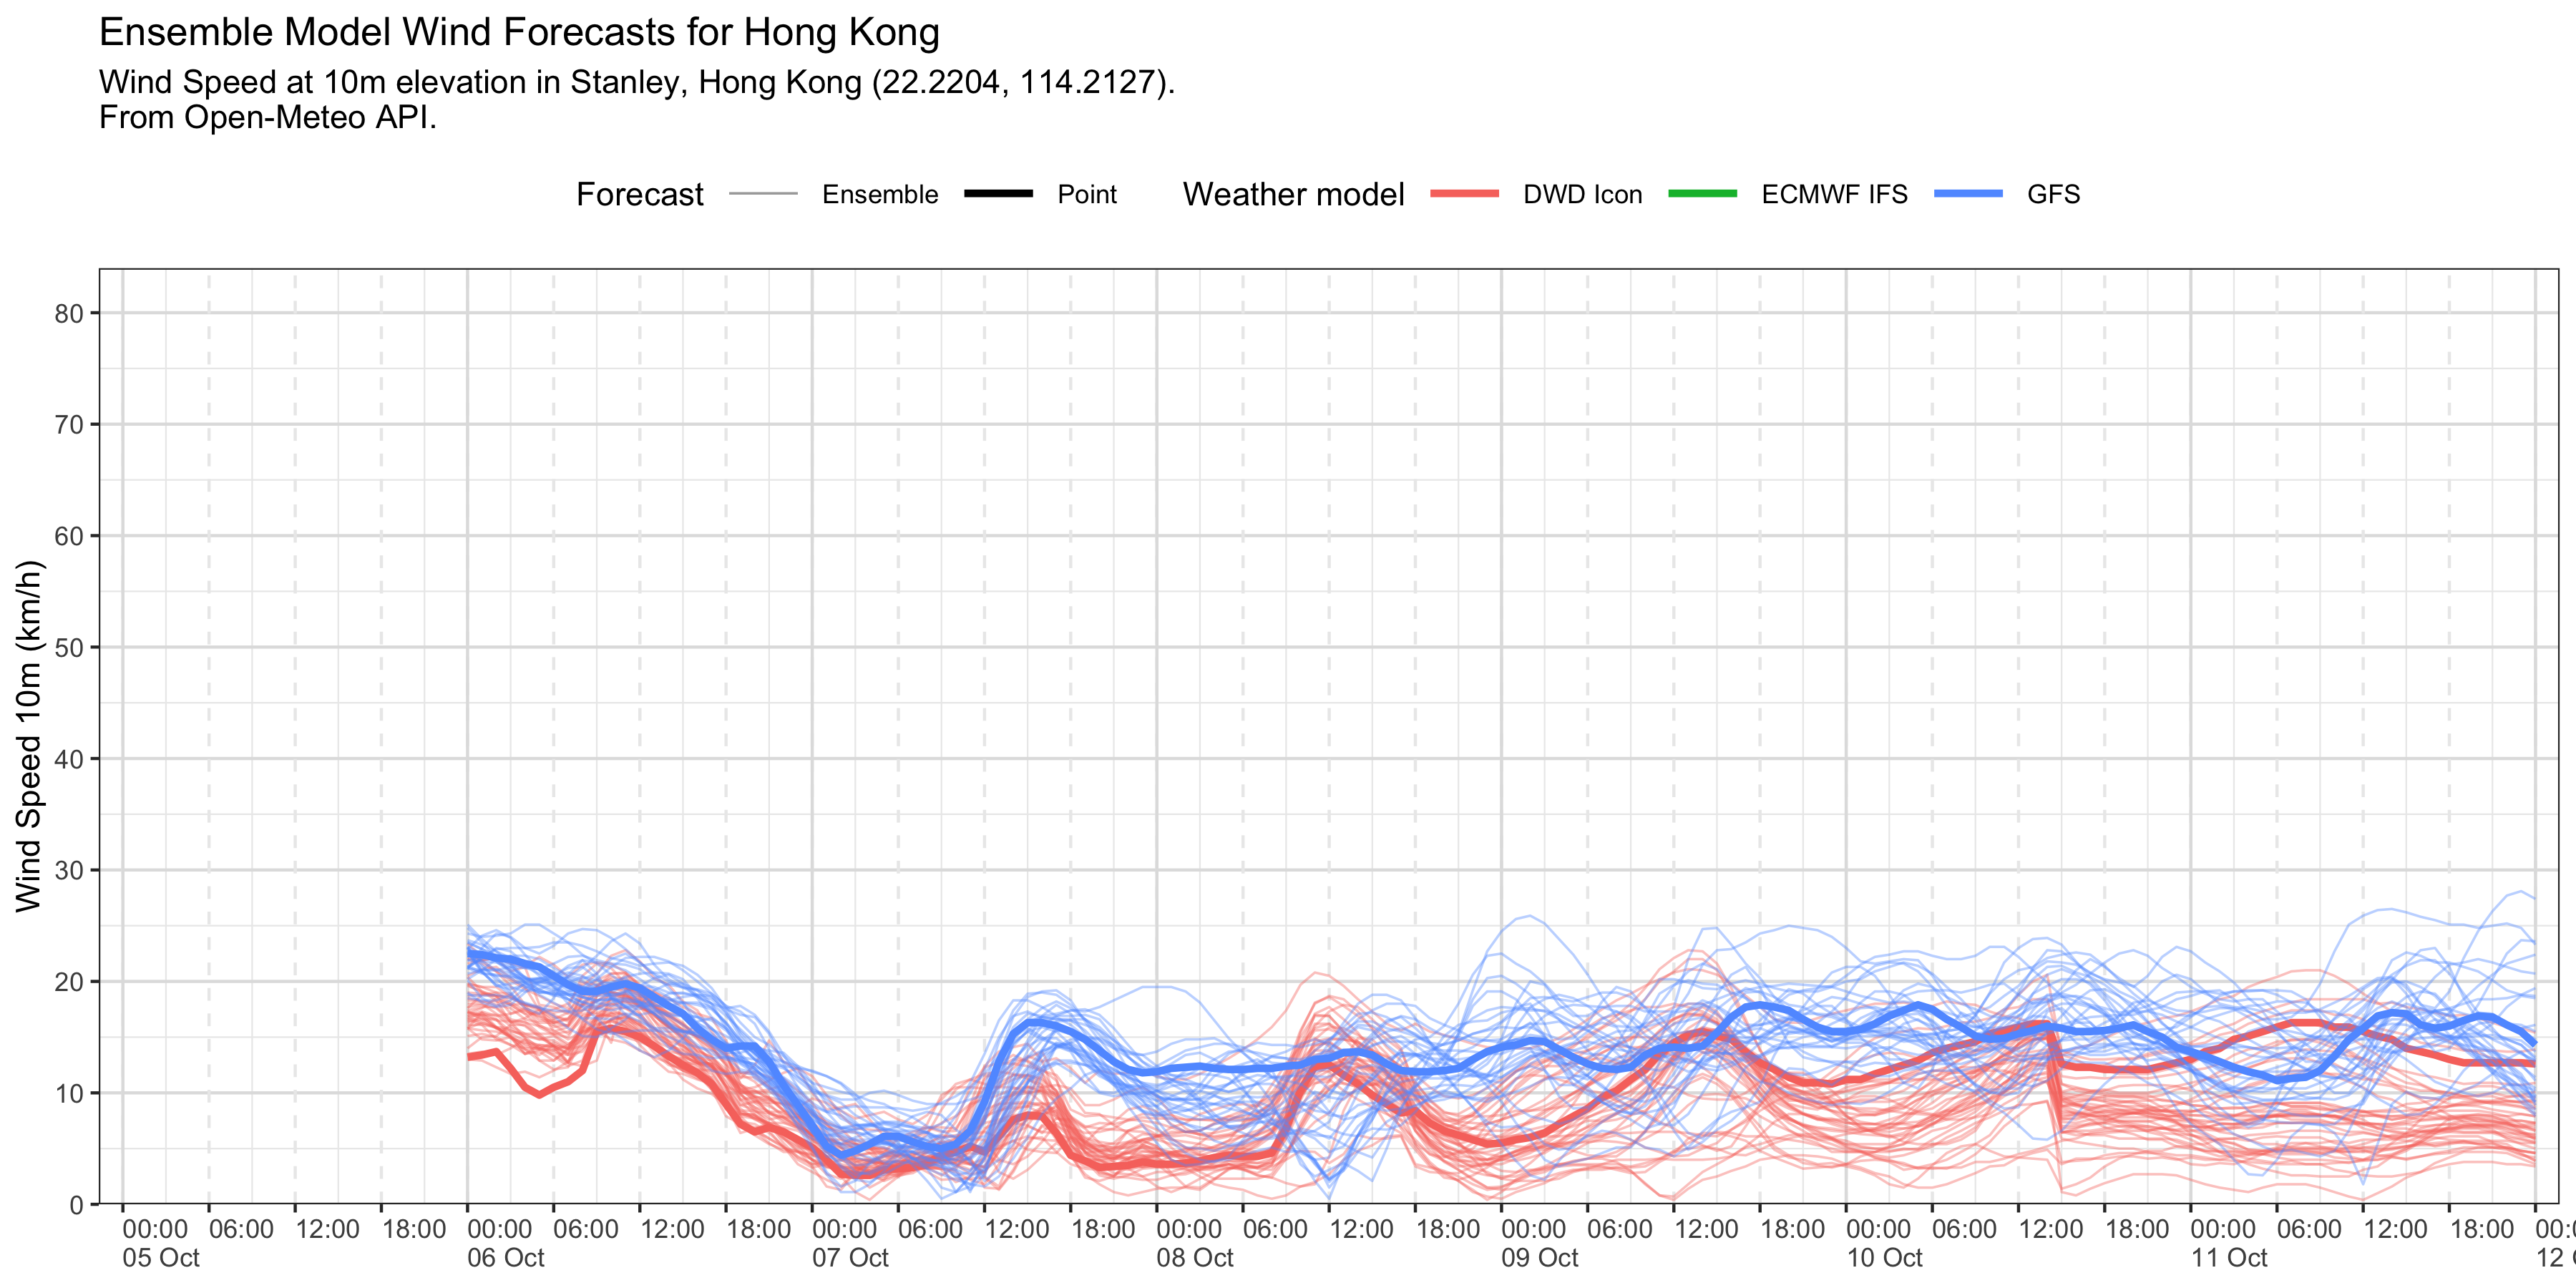 Ensemble Model Wind Forecasts for Hong Kong
Wind Speed at 10m elevation in Stanley, Hong Kong (22.2204, 114.2127).
From Open-Meteo API.
Forecast Ensemble Point Weather model DWD Icon ECMWF IFS GFS
Wind Speed 10m (km/h)
80
70
60
50
40
30
20
10
0
00:00 06:00 12:00 18:00 00:00 06:00 12:00 18:00 00:00 06:00 12:00 18:00 00:00 06:00 12:00 18:00 00:00 06:00 12:00 18:00 00:00 06:00 12:00 18:00 00:00 06:00 12:00 18:00
05 Oct 06 Oct 07 Oct 08 Oct 09 Oct 10 Oct 11 Oct 12